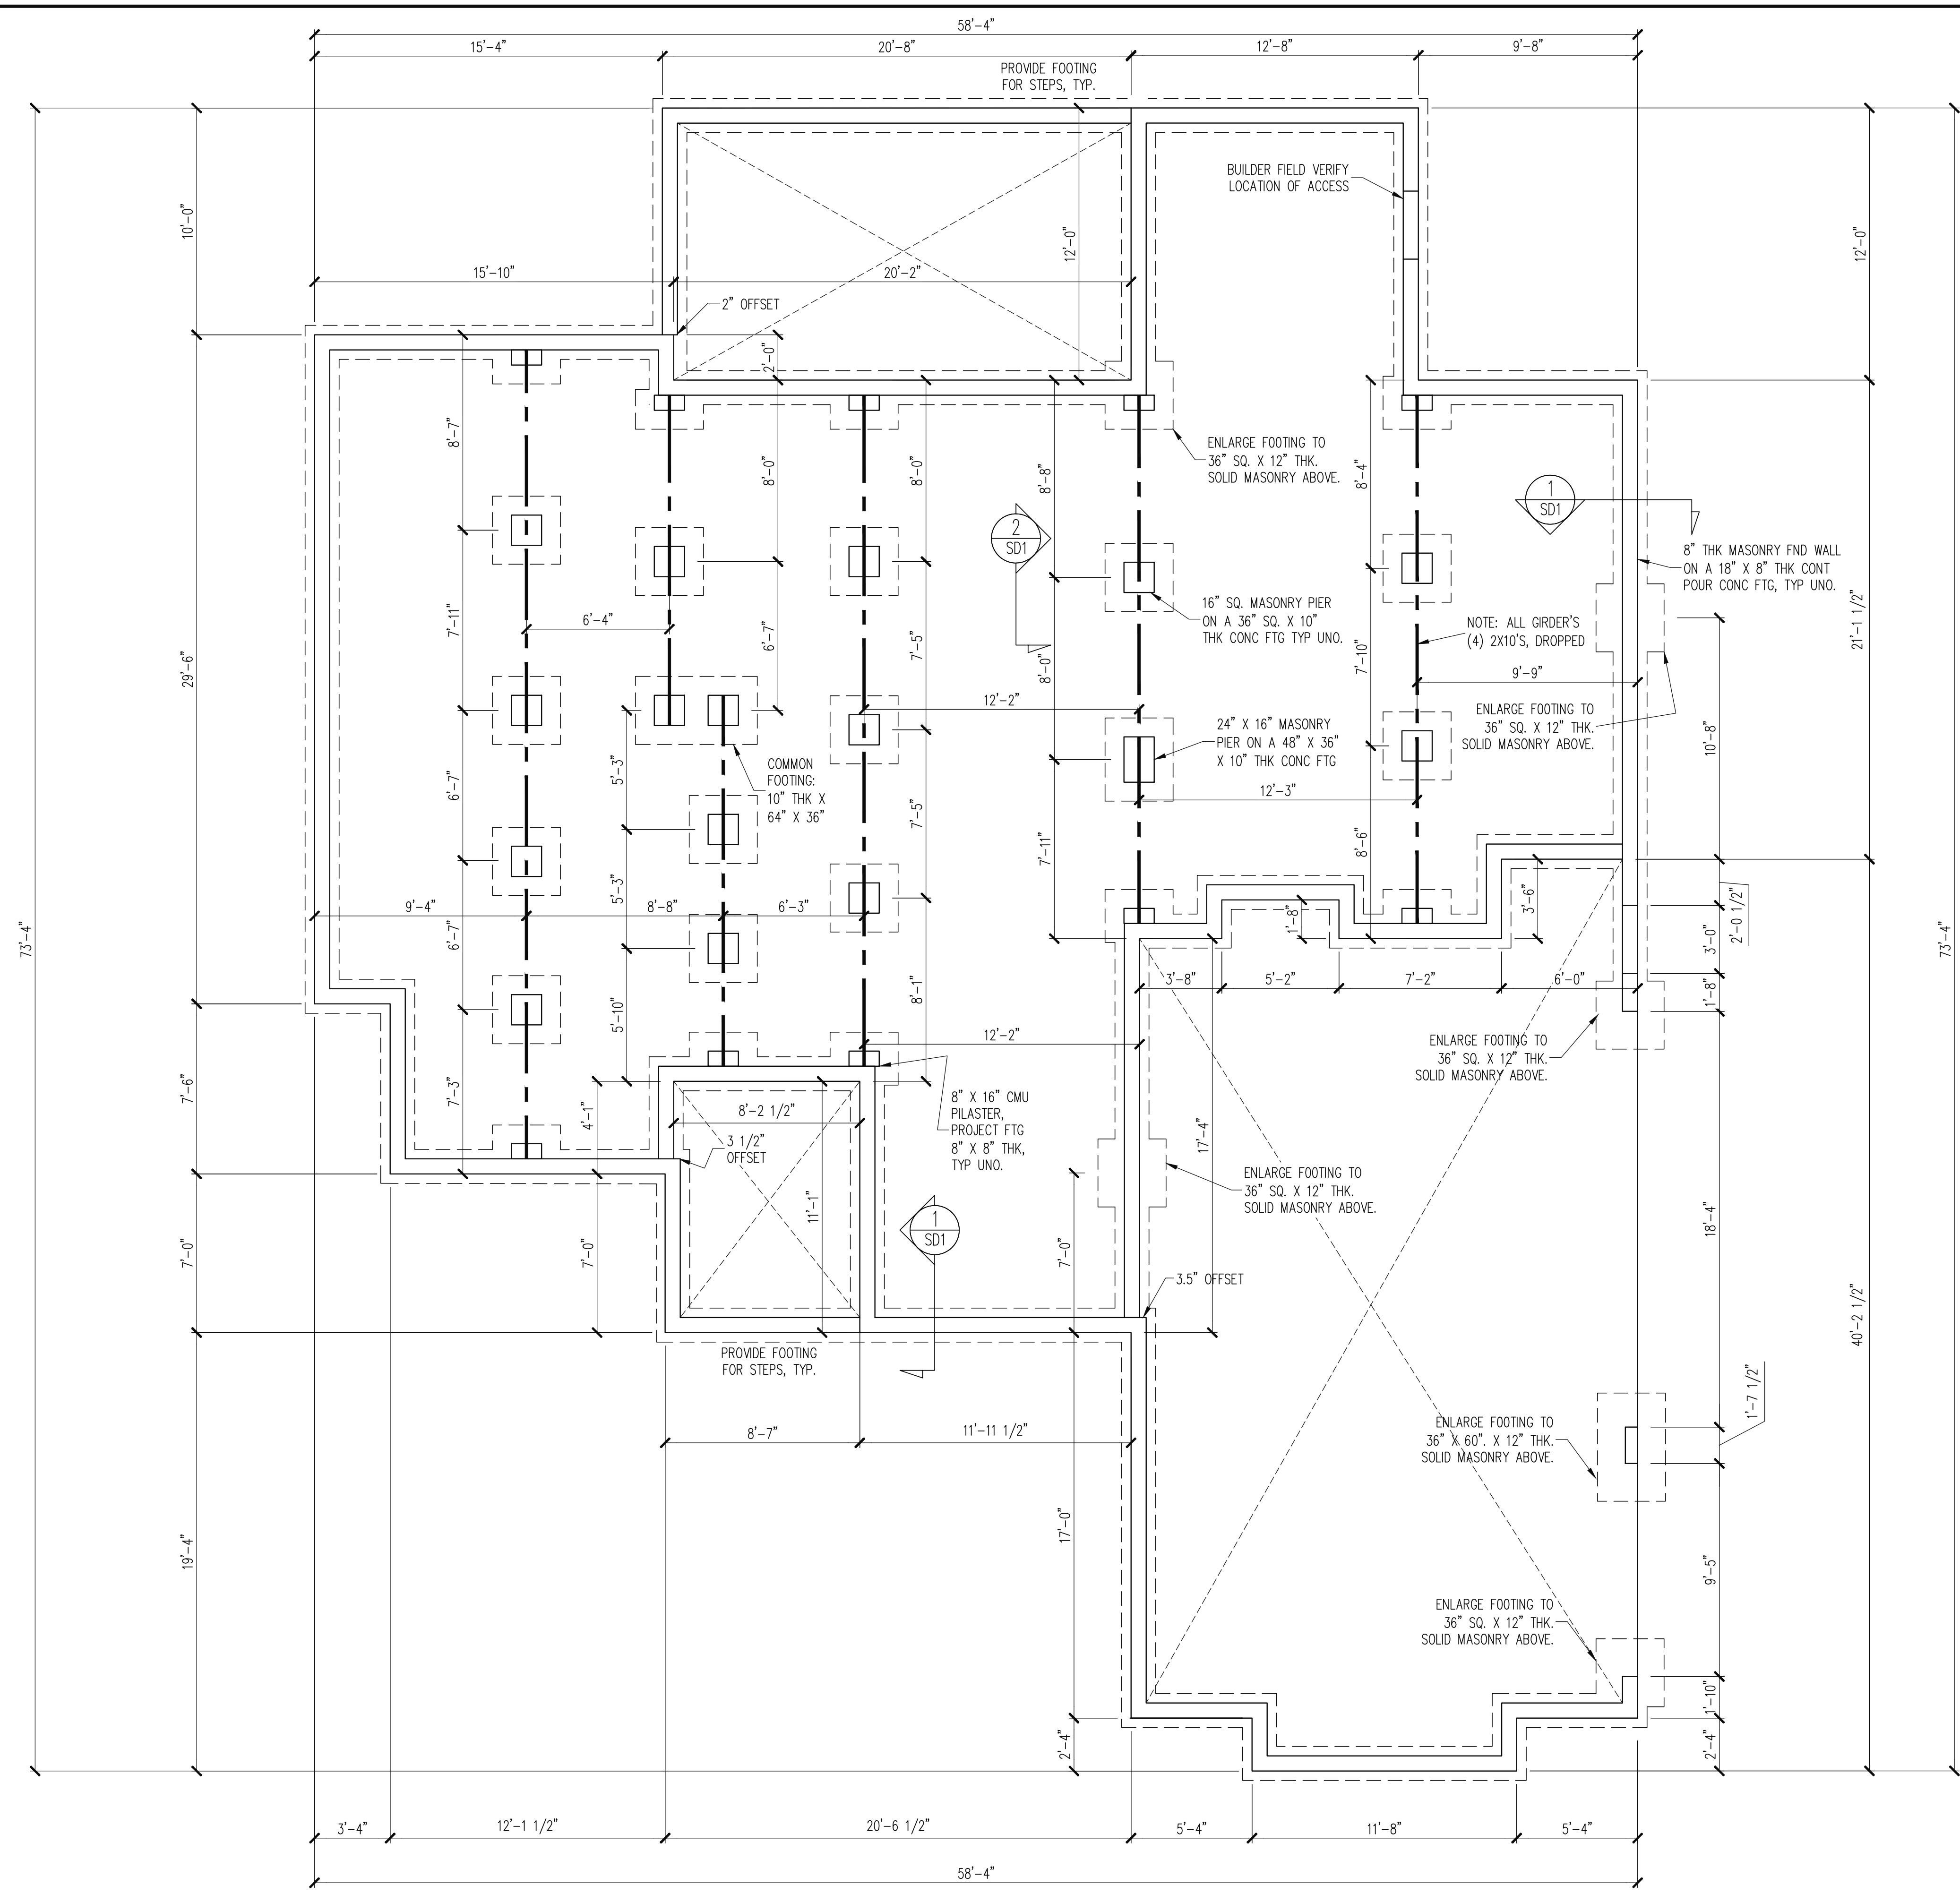 58'-4"
15'-4"
20'-8"
12'-8"
9'-8"
PROVIDE FOOTING
FOR STEPS, TYP.
BUILDER FIELD VERIFY
LOCATION OF ACCESS
10'-0"
12'-0"
12'-0"
15'-10"
20'-2"
2" OFFSET
2'-0"
8'-7"
8'-0"
8'-0"
8'-8"
8'-4"
ENLARGE FOOTING TO
36" SQ. X 12" THK.
SOLID MASONRY ABOVE.
1
SD1
2
SD1
8" THK MASONRY FND WALL
ON A 18" X 8" THK CONT
POUR CONC FTG, TYP UNO.
16" SQ. MASONRY PIER
ON A 36" SQ. X 10"
THK CONC FTG TYP UNO.
NOTE: ALL GIRDER'S
(4) 2X10'S, DROPPED
7'-11"
6'-4"
6'-7"
7'-5"
8'-0"
7'-10"
9'-9"
21'-1 1/2"
29'-6"
12'-2"
ENLARGE FOOTING TO
36" SQ. X 12" THK.
SOLID MASONRY ABOVE.
10'-8"
24" X 16" MASONRY
PIER ON A 48" X 36"
X 10" THK CONC FTG
COMMON
FOOTING:
10" THK X
64" X 36"
6'-7"
5'-3"
7'-5"
12'-3"
7'-11"
8'-6"
73'-4"
9'-4"
8'-8"
6'-3"
5'-3"
6'-7"
1'-8"
3'-6"
2'-0 1/2"
3'-0"
73'-4"
3'-8"
5'-2"
7'-2"
6'-0"
1'-8"
5'-10"
8'-1"
12'-2"
ENLARGE FOOTING TO
36" SQ. X 12" THK.
SOLID MASONRY ABOVE.
7'-6"
7'-3"
4'-1"
8'-2 1/2"
8" X 16" CMU
PILASTER,
PROJECT FTG
8" X 8" THK,
TYP UNO.
3 1/2"
OFFSET
17'-4"
ENLARGE FOOTING TO
36" SQ. X 12" THK.
SOLID MASONRY ABOVE.
11'-1"
1
SD1
7'-0"
7'-0"
7'-0"
18'-4"
3.5" OFFSET
40'-2 1/2"
PROVIDE FOOTING
FOR STEPS, TYP.
1'-7 1/2"
8'-7"
11'-11 1/2"
ENLARGE FOOTING TO
36" X 60". X 12" THK.
SOLID MASONRY ABOVE.
19'-4"
17'-0"
9'-5"
ENLARGE FOOTING TO
36" SQ. X 12" THK.
SOLID MASONRY ABOVE.
1'-10"
2'-4"
2'-4"
3'-4"
12'-1 1/2"
20'-6 1/2"
5'-4"
11'-8"
5'-4"
58'-4"